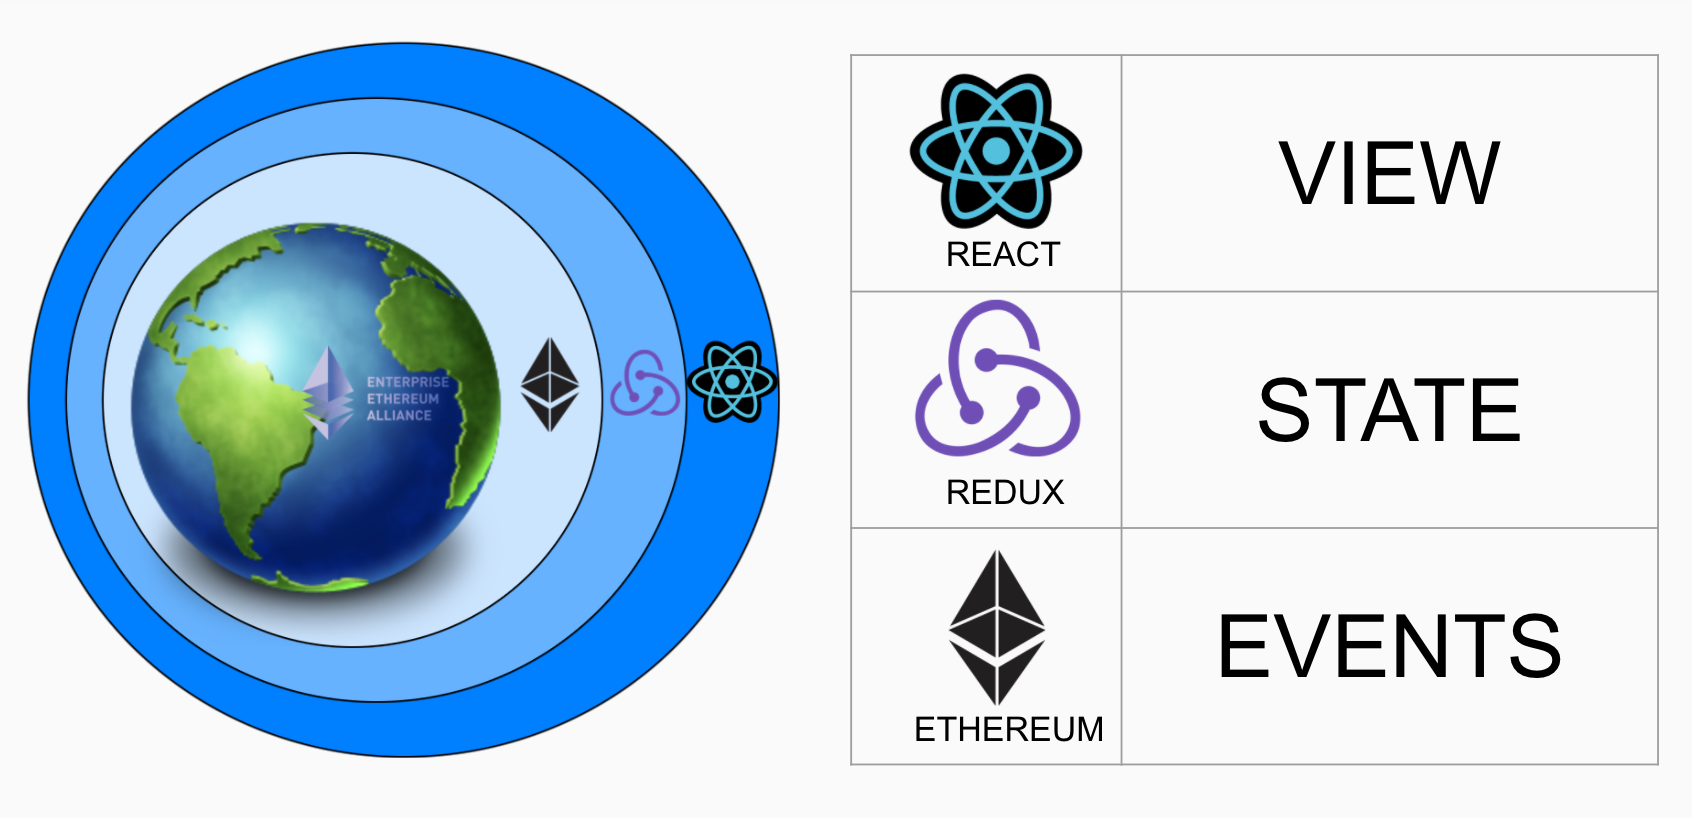 ENTERPRISE
ETHEREUM
ALLIANCE
REACT
VIEW
REDUX
STATE
ETHEREUM
EVENTS